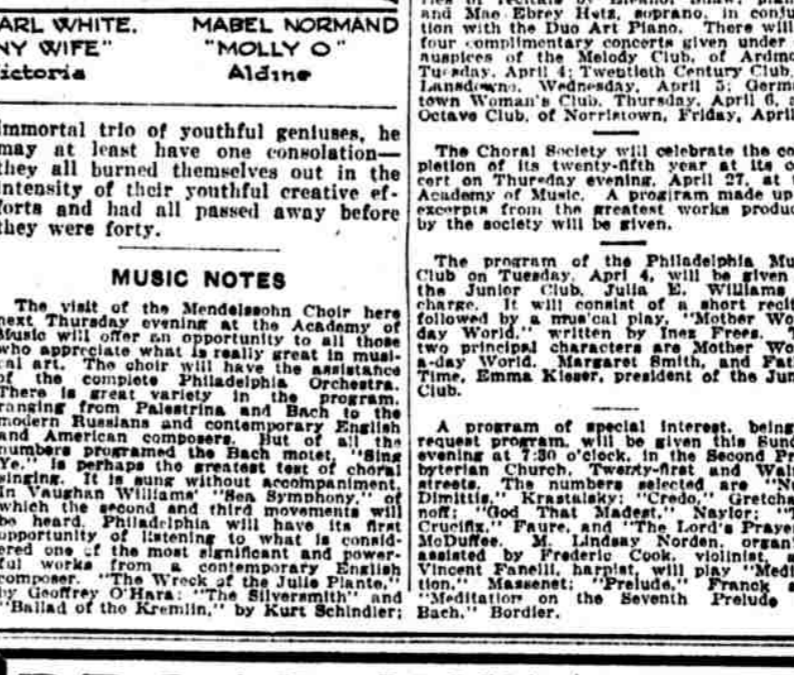 ARL WHITE.
NY WIFE"
ictoria
MABEL NORMAND
"MOLLY O"
Aldine
immortal trio of youthful geniuses, he
may at least have one consolation—
they all burned themselves out in the
intensity of their youthful creative ef-
forts and had all passed away before
they were forty.
MUSIC NOTES
The visit of the Mendelssohn Choir here
next Thursday evening at the Academy of
Music will offer an opportunity to all those
who appreciate what is really great in musi-
cal art. The choir will have the assistance
of the complete Philadelphia Orchestra.
There is great variety in the program,
ranging from Palestrina and Bach to the
modern Russians and contemporary English
and American composers. But of all the
numbers programed the Bach motet, "Sing
Ye," is perhaps the greatest test of choral
singing. It is sung without accompaniment.
In Vaughan Williams' "Sea Symphony," of
which the second and third movements will
be heard, Philadelphia will have its first
opportunity of listening to what is consid-
ered one of the most significant and power-
ful works from a contemporary English
composer. "The Wreck of the Julie Plante,"
by Geoffrey O'Hara; "The Silversmith" and
"Ballad of the Kremlin," by Kurt Schindler;
and Mae Ebrey Hotz, soprano, in conju
tion with the Duo Art Piano. There will
four complimentary concerts given under
auspices of the Melody Club, of Ardmo
Tuesday, April 4; Twentieth Century Club,
Lansdowne, Wednesday, April 5; Germ
town Woman's Club, Thursday, April 6, a
Octave Club, of Norristown, Friday, April
The Choral Society will celebrate the co
pletion of its twenty-fifth year at its c
cert on Thursday evening, April 27, at
Academy of Music. A program made up
excerpts from the greatest works produc
by the society will be given.
The program of the Philadelphia Mu
Club on Tuesday, Apri 4, will be given
the Junior Club, Julia E. Williams
charge. It will consist of a short recit
followed by a mus'cal play, "Mother Wo
day World," written by Inez Frees. T
two principal characters are Mother Wo
a-day World, Margaret Smith, and Fat
Time, Emma Kieser, president of the Jun
Club.
A program of special interest, being
request program, will be given this Sund
evening at 7:30 o'clock, in the Second Pr
byterian Church, Twenty-first and Waln
streets. The numbers selected are "Nu
Dimittis," Krastalsky; "Credo," Gretcha
noff; "God That Madest," Naylor; "T
Crucifix," Faure, and "The Lord's Prayer
McDuffee. M. Lindsay Norden, organ
assisted by Frederic Cook, violinist, a
Vincent Fanelli, harpist, will play "Medi
tion," Massenet; "Prelude," Franck a
"Meditation on the Seventh Prelude
Bach," Bordier.